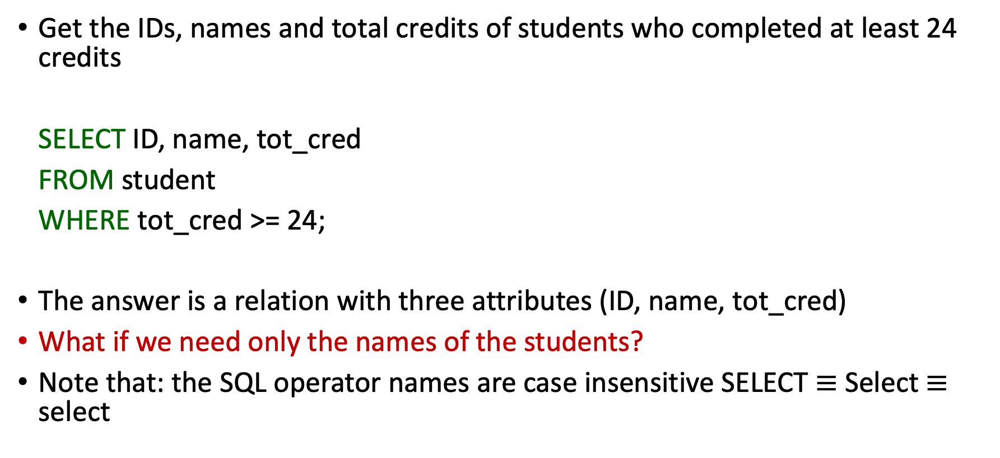 • Get the IDs, names and total credits of students who completed at least 24
credits
SELECT ID, name, tot_cred
FROM student
WHERE tot_cred >= 24;
• The answer is a relation with three attributes (ID, name, tot_cred)
• What if we need only the names of the students?
• Note that: the SQL operator names are case insensitive SELECT ≡ Select ≡
select